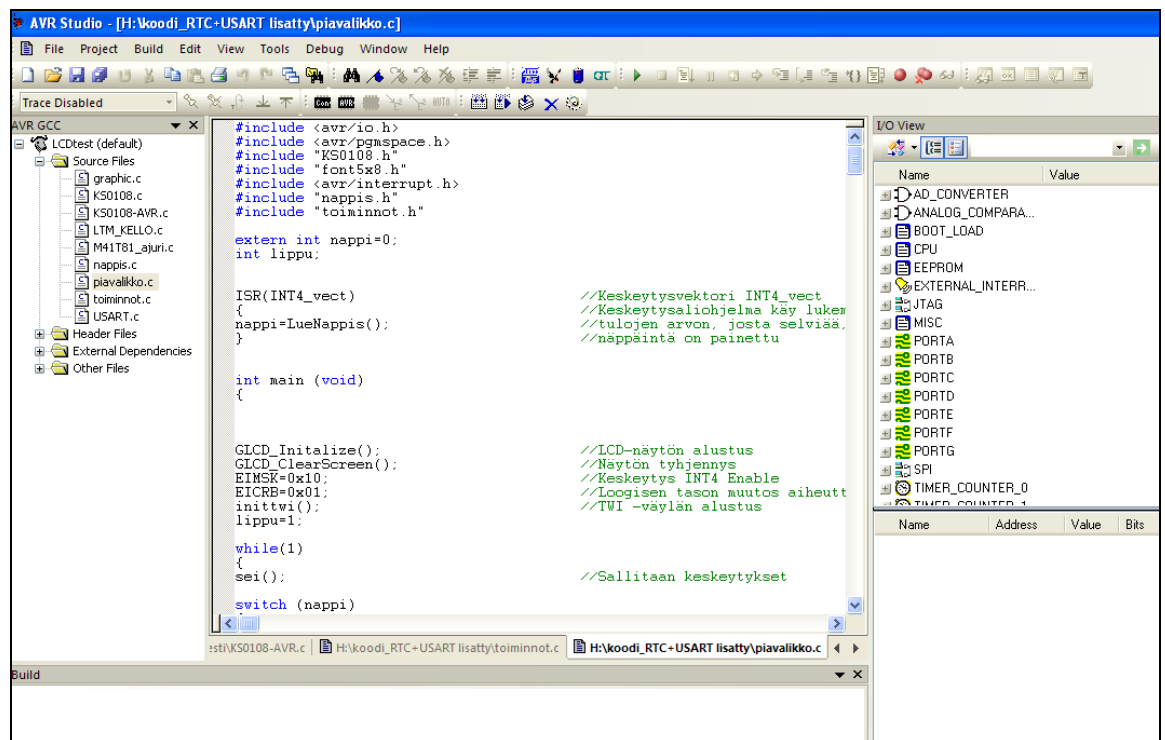 AVR Studio - [H:\koodi_RTC+USART lisatty\piavalikko.c]
File Project Build Edit View Tools Debug Window Help
Trace Disabled
AVR GCC
LCDtest (default)
Source Files
graphic.c
KS0108.c
KS0108-AVR.c
LTM_KELLO.c
M41T81_ajuri.c
nappis.c
piavalikko.c
toiminnot.c
USART.c
Header Files
External Dependencies
Other Files
#include <avr/io.h>
#include <avr/pgmspace.h>
#include "KS0108.h"
#include "font5x8.h"
#include <avr/interrupt.h>
#include "nappis.h"
#include "toiminnot.h"
extern int nappi=0;
int lippu;
ISR(INT4_vect) //Keskeytysvektori INT4_vect
{ //Keskeytysaliohjelma käy lukem
nappi=LueNappis(); //tulojen arvon, josta selviää,
} //näppäintä on painettu
int main (void)
{
GLCD_Initalize(); //LCD-näytön alustus
GLCD_ClearScreen(); //Näytön tyhjennys
EIMSK=0x10; //Keskeytys INT4 Enable
EICRB=0x01; //Loogisen tason muutos aiheutt
inittwi(); //TWI -väylän alustus
lippu=1;
while(1)
{
sei(); //Sallitaan keskeytykset
switch (nappi)
esti\KS0108-AVR.c H:\koodi_RTC+USART lisatty\toiminnot.c H:\koodi_RTC+USART lisatty\piavalikko.c
Build
I/O View
Name Value
AD_CONVERTER
ANALOG_COMPARA...
BOOT_LOAD
CPU
EEPROM
EXTERNAL_INTERR...
JTAG
MISC
PORTA
PORTB
PORTC
PORTD
PORTE
PORTF
PORTG
SPI
TIMER_COUNTER_0
TIMER_COUNTER_1
Name Address Value Bits